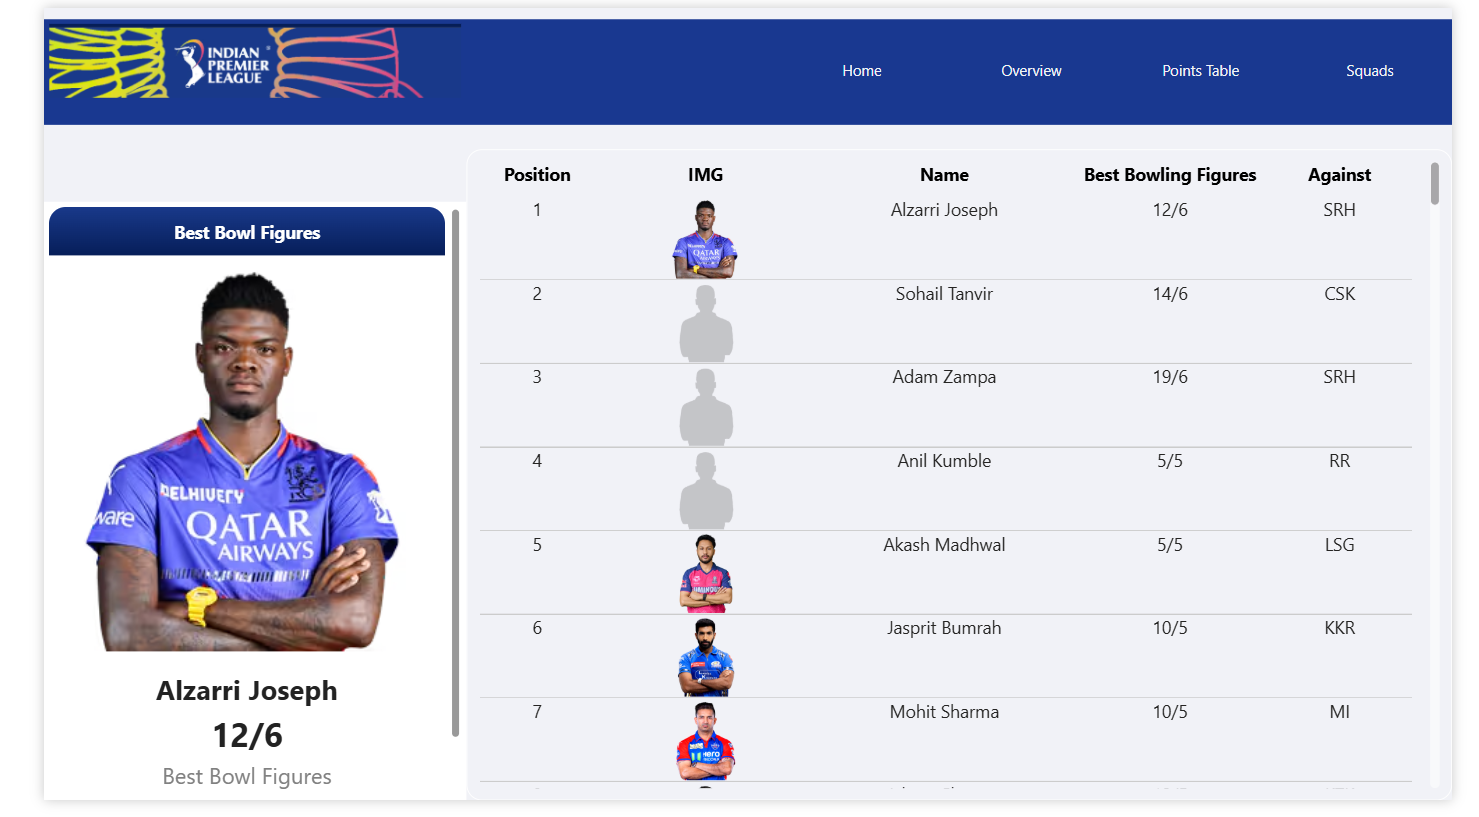 INDIAN
PREMIER
LEAGUE
Home Overview Points Table Squads
Best Bowl Figures
DELHIVERY
QATAR
AIRWAYS
Alzarri Joseph
12/6
Best Bowl Figures
Position IMG Name Best Bowling Figures Against
1 Alzarri Joseph 12/6 SRH
QATAR
AIRWAYS
2 Sohail Tanvir 14/6 CSK
3 Adam Zampa 19/6 SRH
4 Anil Kumble 5/5 RR
5 Akash Madhwal 5/5 LSG
6 Jasprit Bumrah 10/5 KKR
7 Mohit Sharma 10/5 MI
Hero